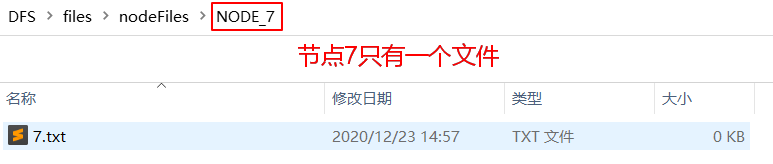 DFS › files › nodeFiles › NODE_7
节点7只有一个文件
名称 修改日期 类型 大小
7.txt 2020/12/23 14:57 TXT 文件 0 KB